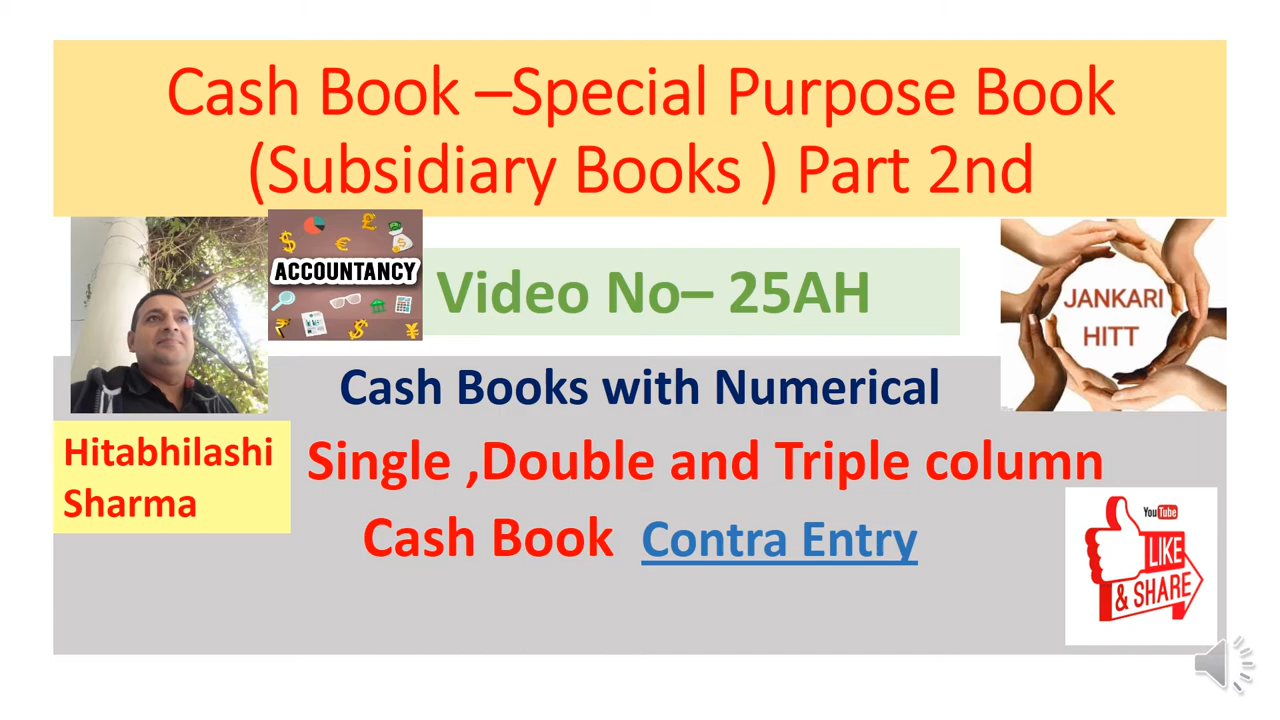 Cash Book –Special Purpose Book
(Subsidiary Books ) Part 2nd
ACCOUNTANCY
Video No– 25AH
JANKARI
HITT
Cash Books with Numerical
Hitabhilashi
Sharma
Single ,Double and Triple column
Cash Book Contra Entry
YouTube
LIKE
& SHARE